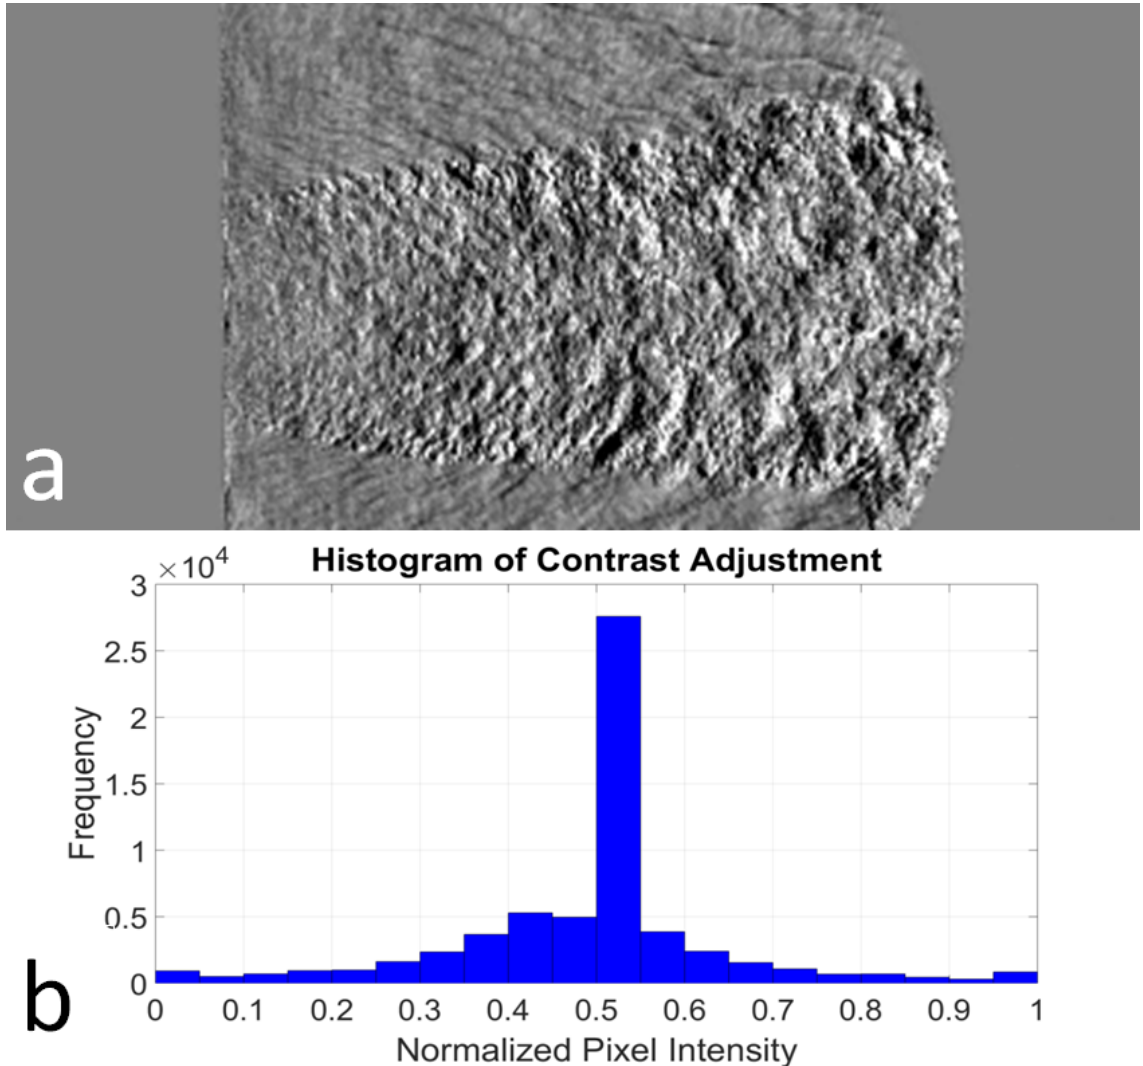 a
Histogram of Contrast Adjustment
×10⁴
3
2.5
2
1.5
1
0.5
0
Frequency
0 0.1 0.2 0.3 0.4 0.5 0.6 0.7 0.8 0.9 1
Normalized Pixel Intensity
b